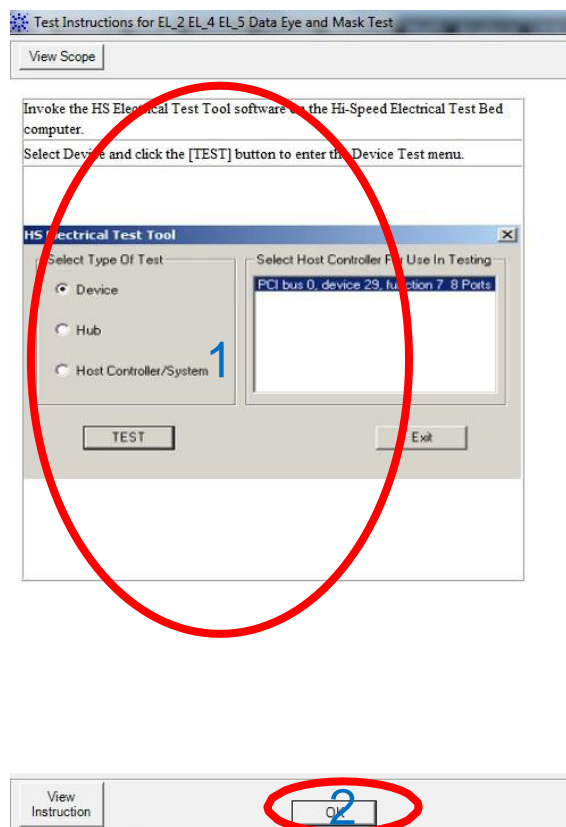 Test Instructions for EL_2 EL_4 EL_5 Data Eye and Mask Test
View Scope
Invoke the HS Electrical Test Tool software on the Hi-Speed Electrical Test Bed
computer.
Select Device and click the [TEST] button to enter the Device Test menu.
HS Electrical Test Tool
Select Type Of Test
Select Host Controller For Use In Testing
Device
PCI bus 0, device 29, function 7 8 Ports
Hub
Host Controller/System
1
TEST
Exit
View
Instruction
OK
2